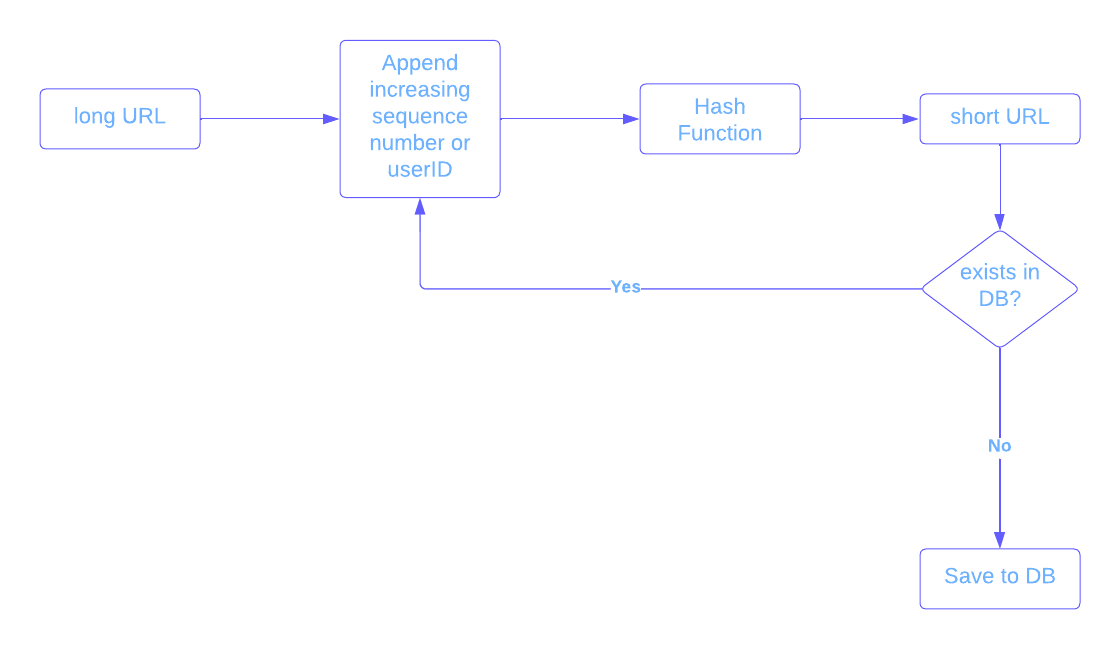 long URL
Append
increasing
sequence
number or
userID
Hash
Function
short URL
exists in
DB?
Yes
No
Save to DB